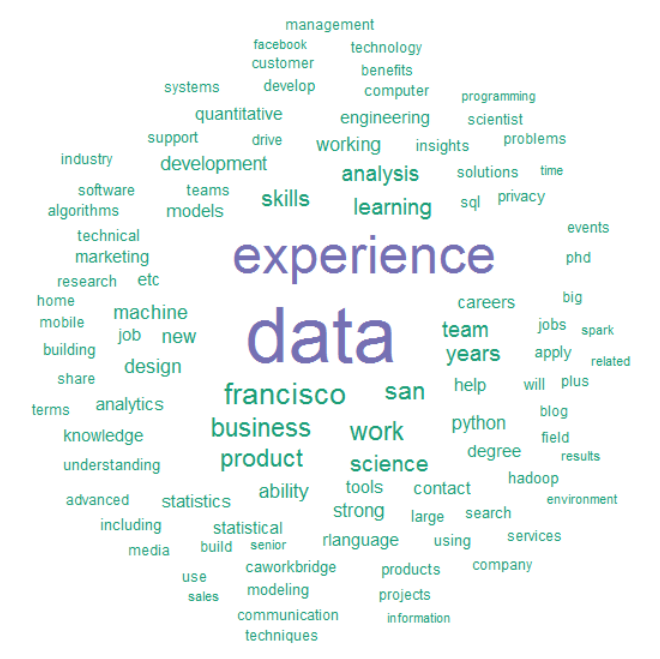 management
facebook technology
customer benefits
systems develop computer programming
quantitative engineering scientist
support drive working insights problems
industry development analysis solutions time
software teams skills learning sql privacy
algorithms models
technical events
marketing experience phd
research etc
home careers big
mobile machine data team jobs spark
job new
building years apply related
share design help will plus
terms analytics francisco san blog
knowledge business work python field
understanding product science degree results
advanced statistics ability tools contact hadoop environment
including statistical strong large search
media build senior rlanguage using services
use caworkbridge products company
sales modeling projects
communication information
techniques